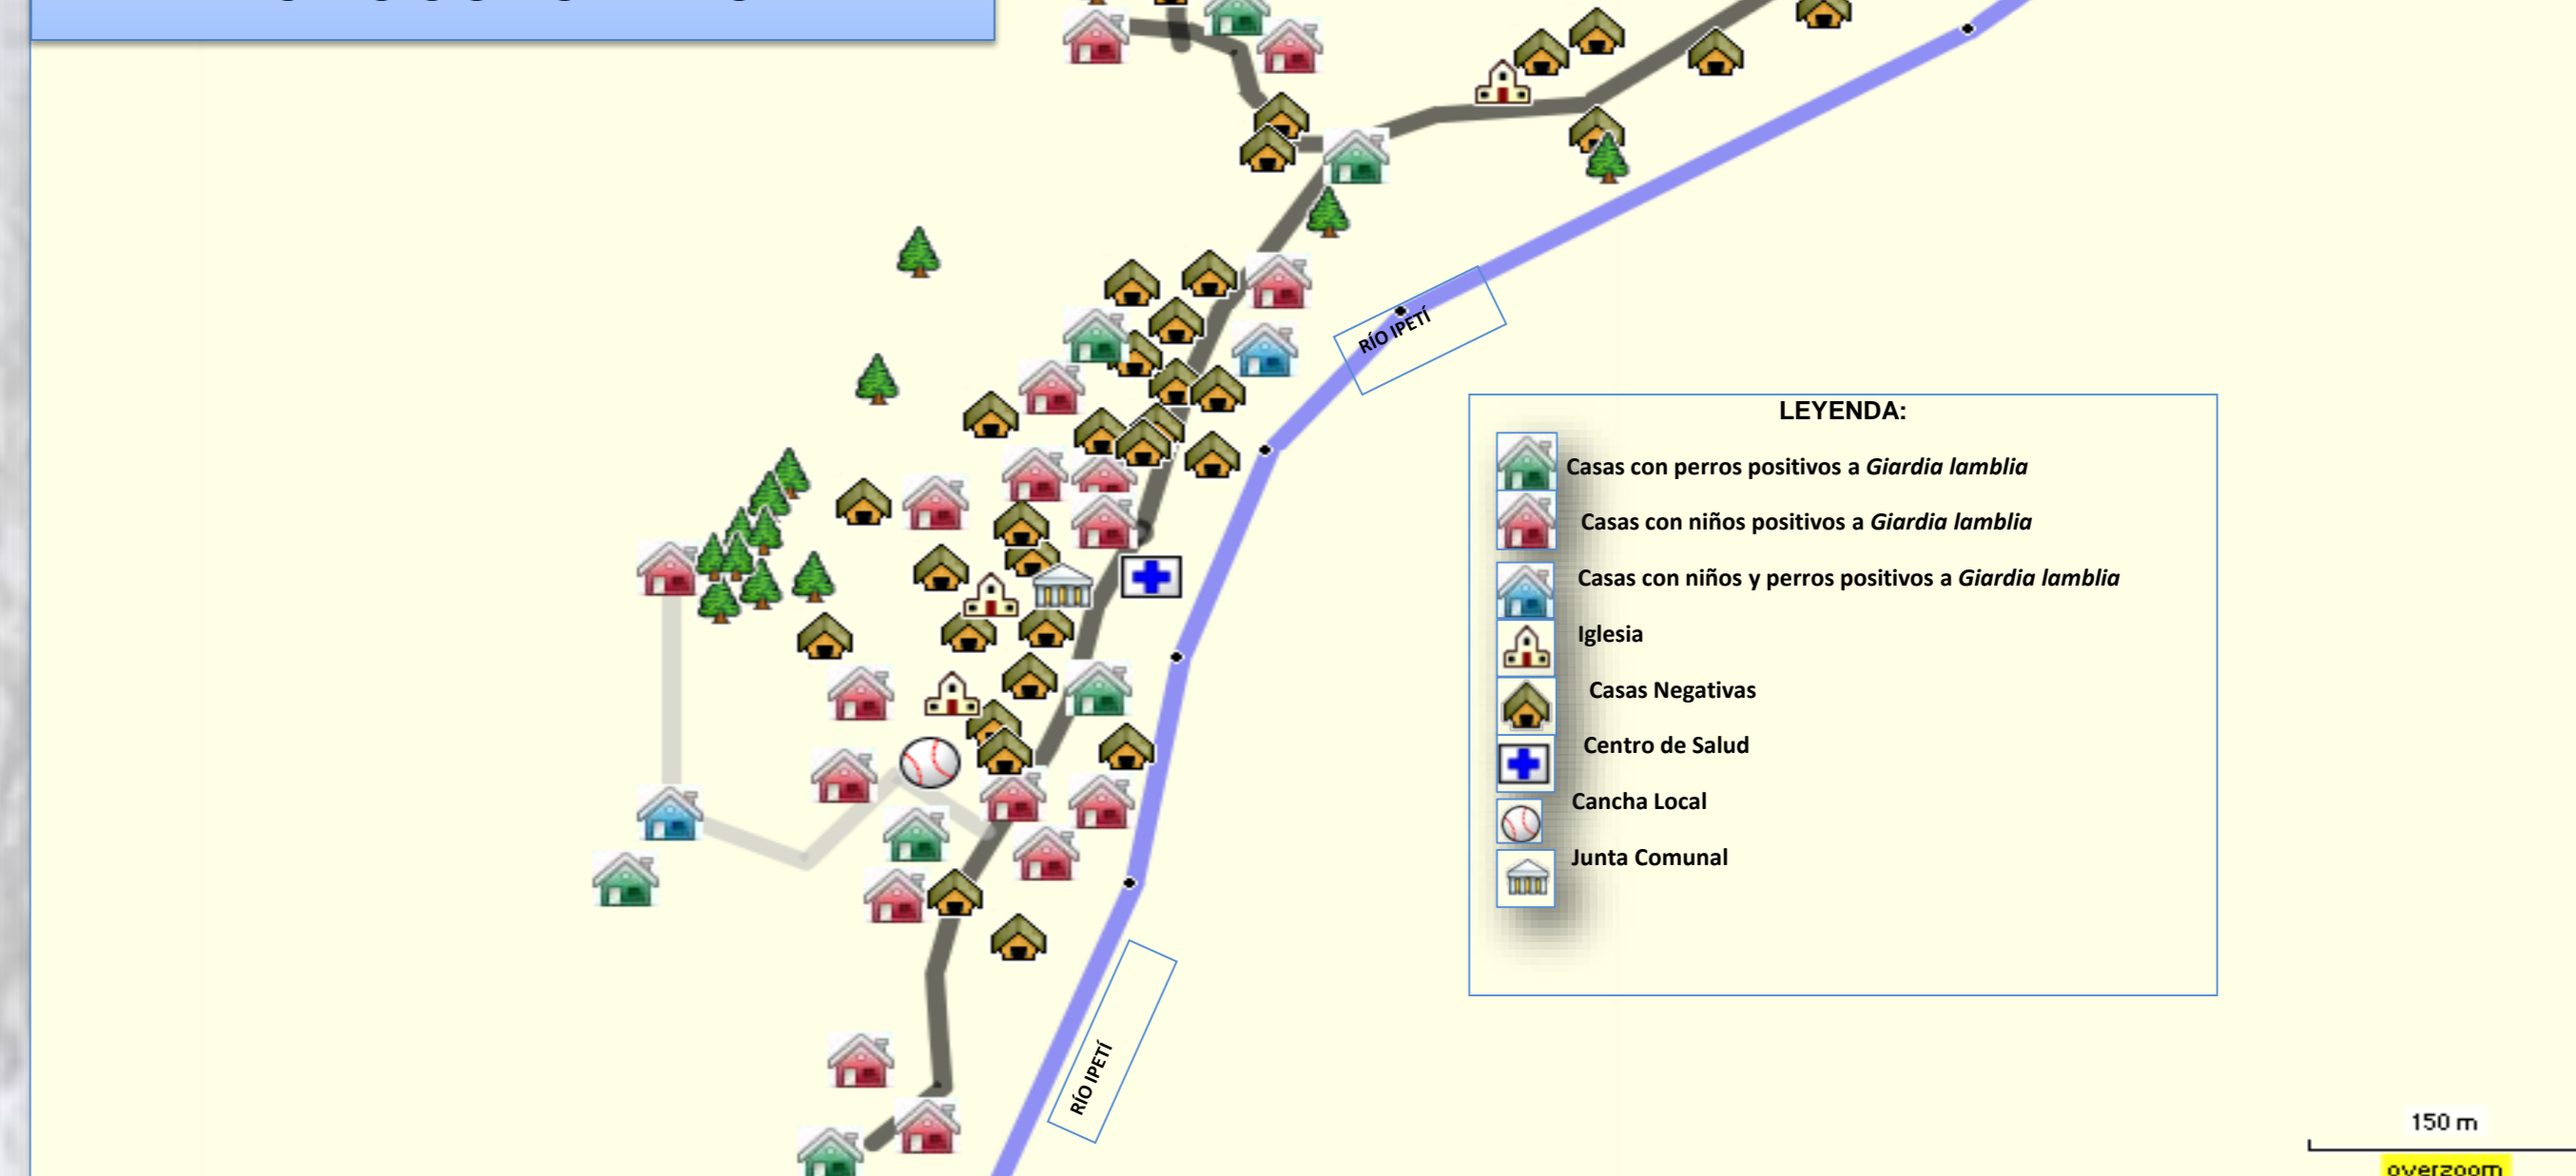 RÍO IPETÍ
LEYENDA:
Casas con perros positivos a Giardia lamblia
Casas con niños positivos a Giardia lamblia
Casas con niños y perros positivos a Giardia lamblia
Iglesia
Casas Negativas
Centro de Salud
Cancha Local
Junta Comunal
RÍO IPETÍ
150 m
overzoom